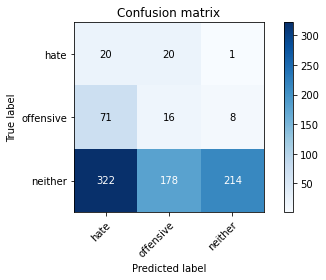 Confusion matrix
hate 20 20 1
offensive 71 16 8
neither 322 178 214
hate offensive neither
Predicted label
True label
300
250
200
150
100
50